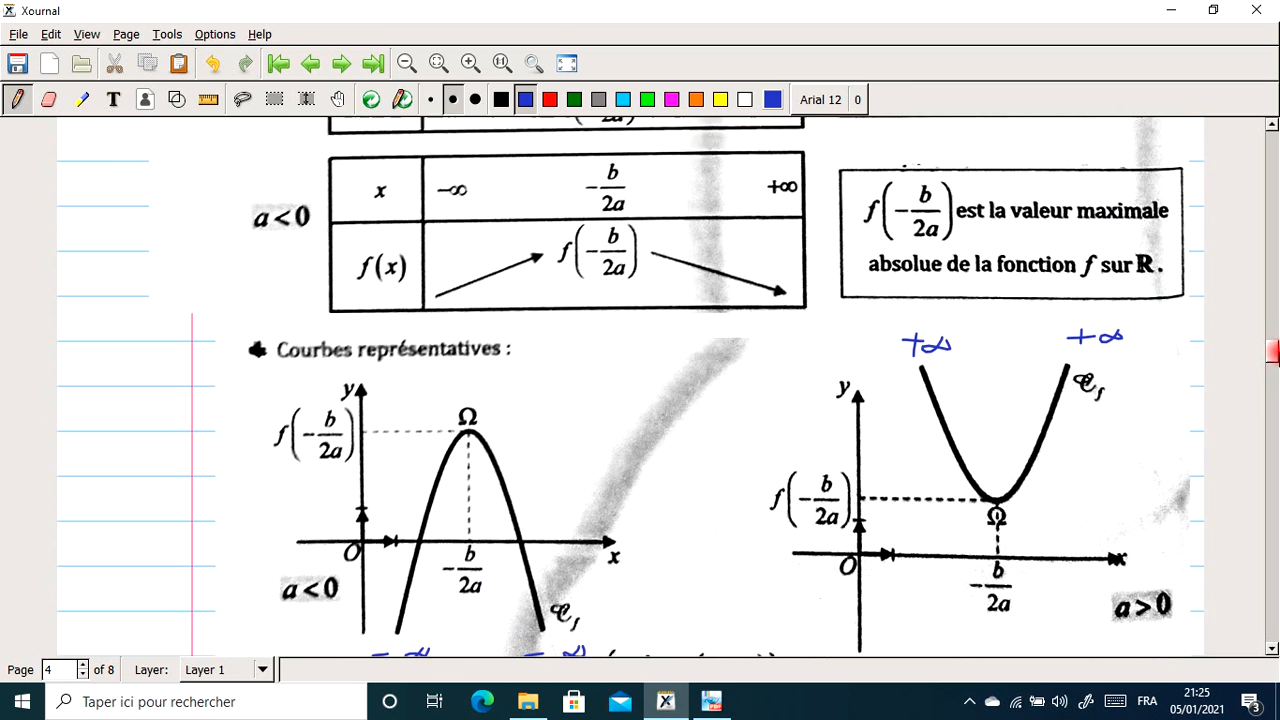 Xournal
File Edit View Page Tools Options Help
Arial 12 0
x −∞ −b/2a +∞
a<0
f(x) f(−b/2a)
f(−b/2a) est la valeur maximale
absolue de la fonction f sur ℝ.
Courbes représentatives :
+∞ +∞
y
f(−b/2a)
Ω
O
−b/2a
x
a<0
𝒞f
−∞ −∞
y
𝒞f
f(−b/2a)
Ω
O
−b/2a
x
a>0
Page 4 of 8 Layer: Layer 1
Taper ici pour rechercher
FRA
21:25
05/01/2021
3